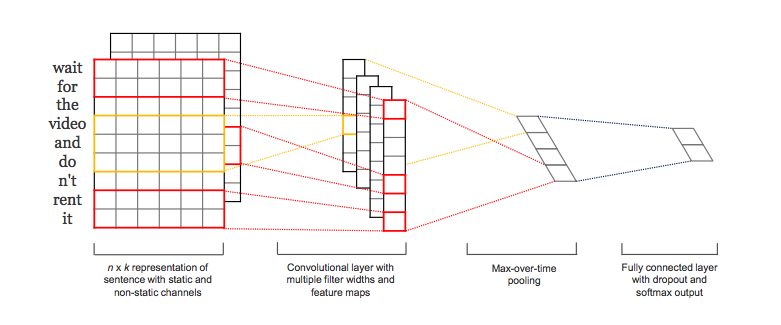 wait
for
the
video
and
do
n't
rent
it
n x k representation of
sentence with static and
non-static channels
Convolutional layer with
multiple filter widths and
feature maps
Max-over-time
pooling
Fully connected layer
with dropout and
softmax output